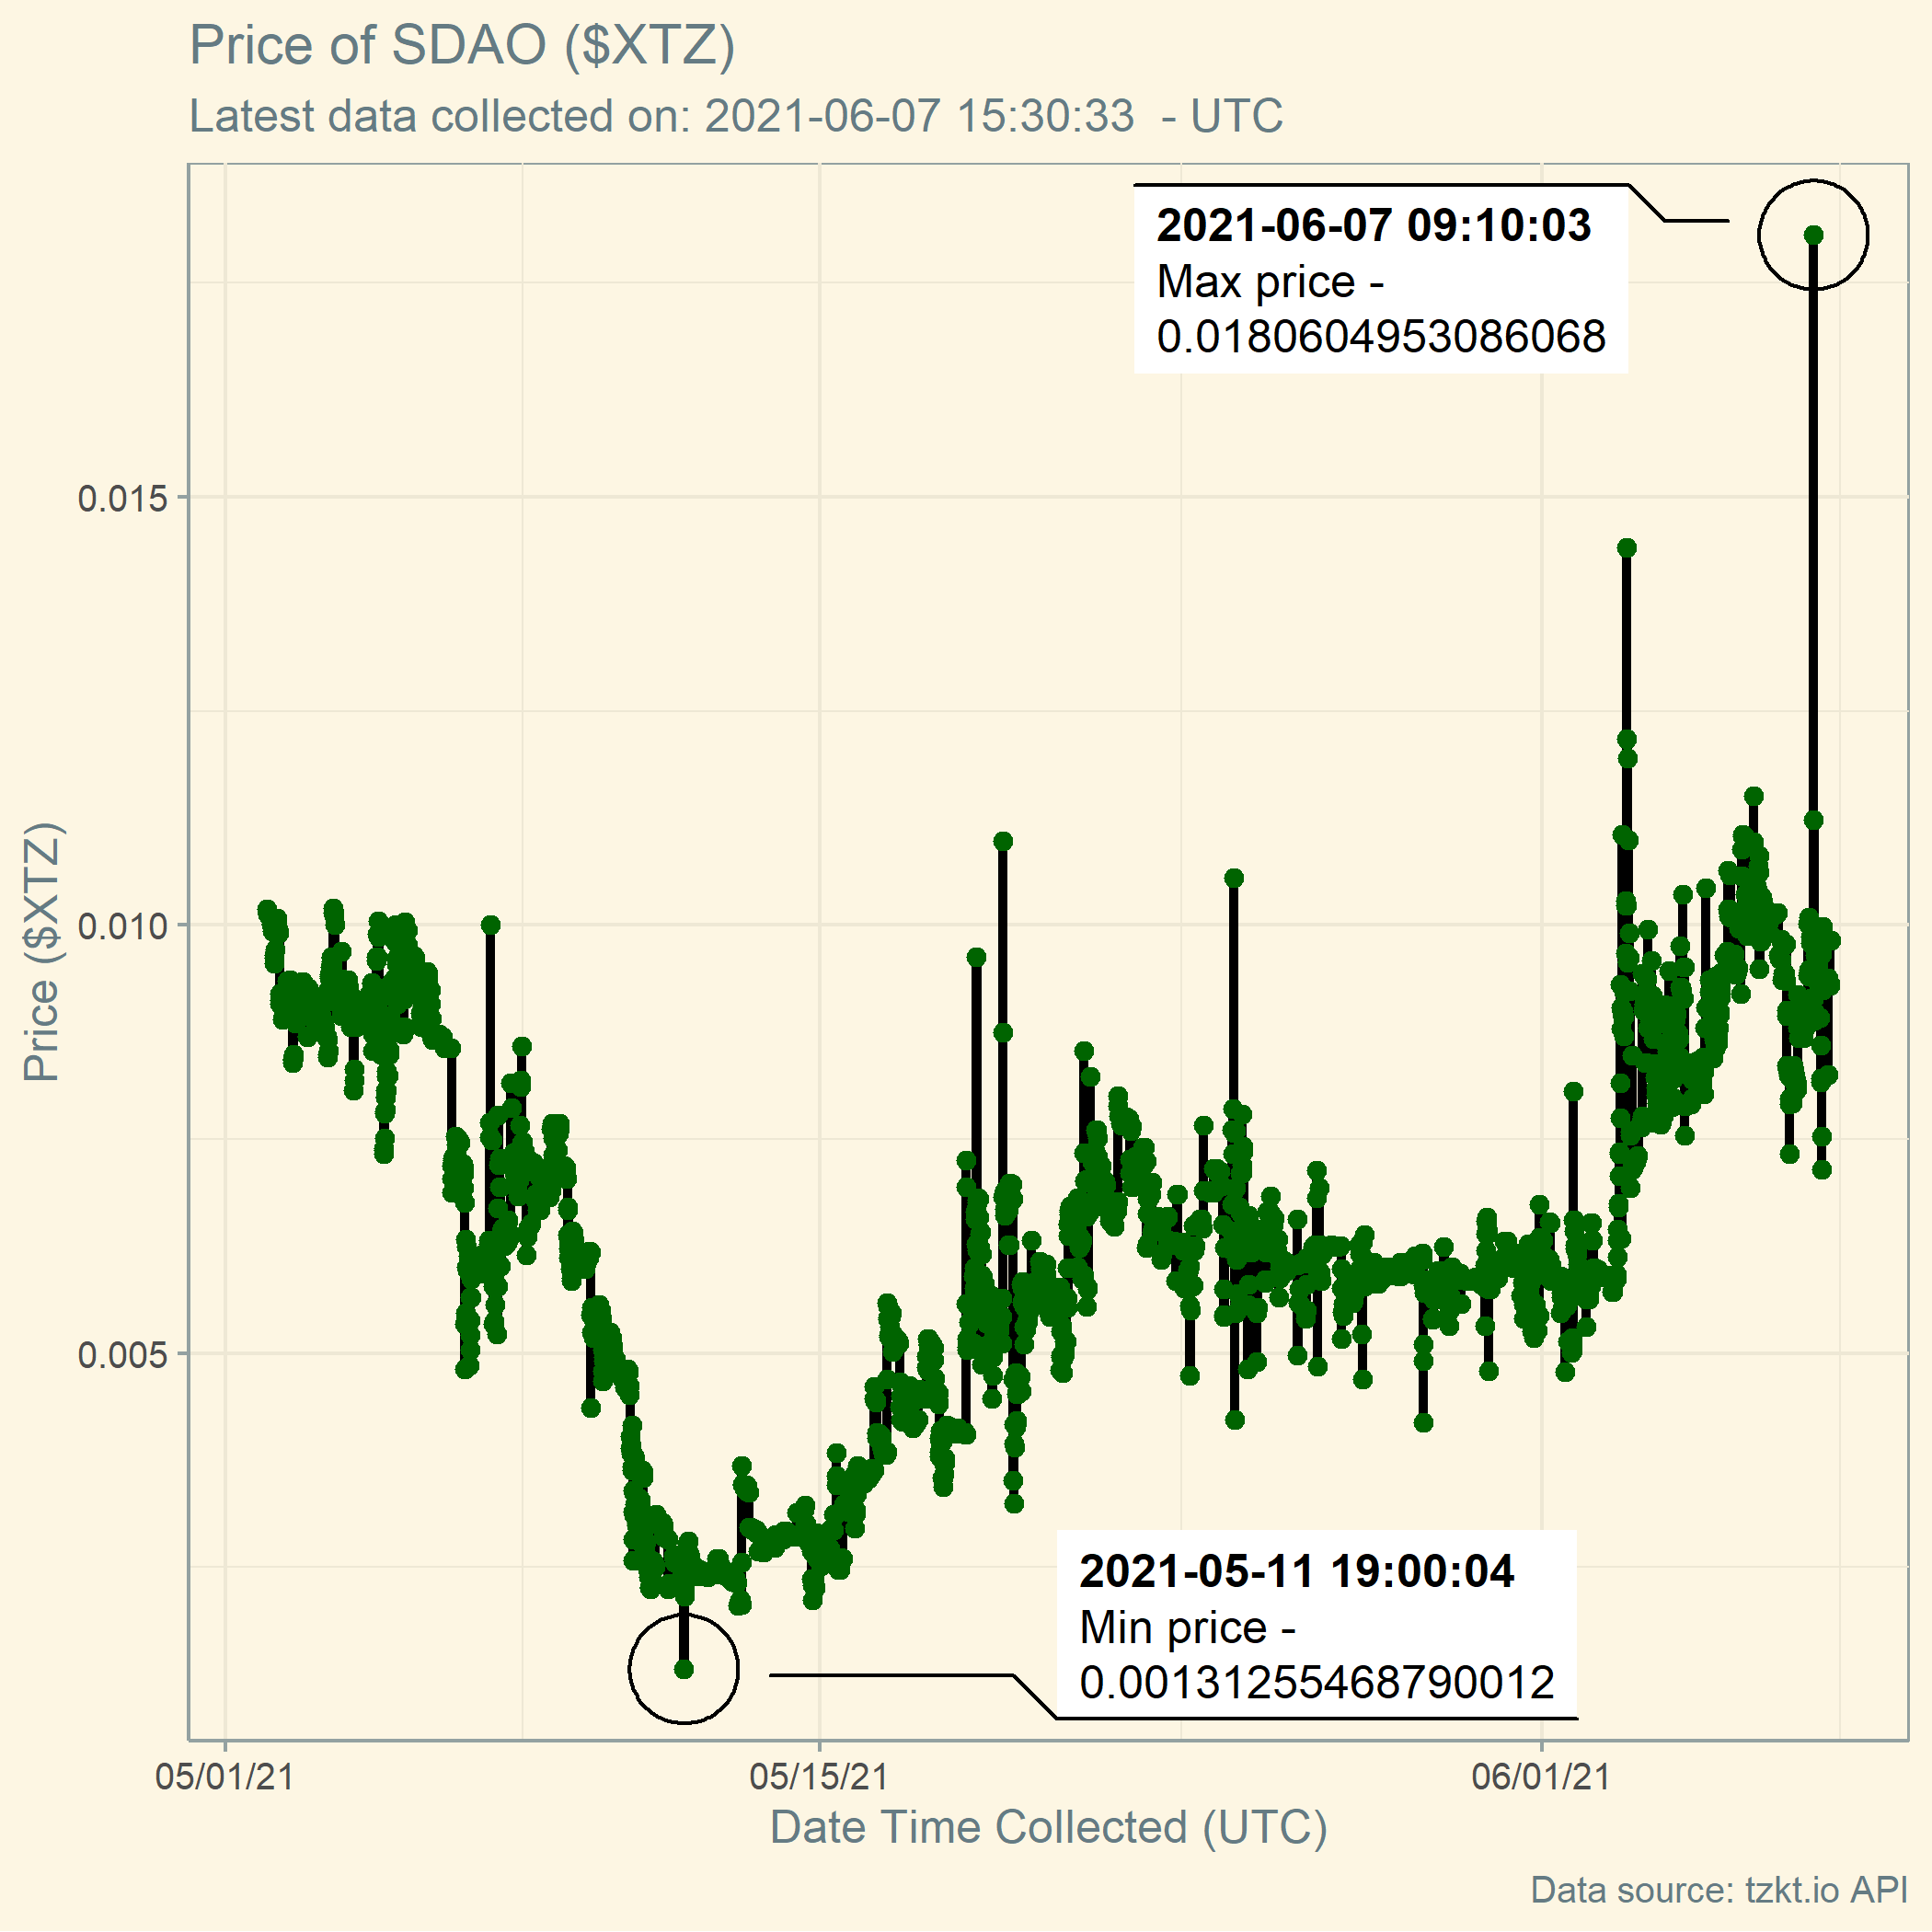 Price of SDAO ($XTZ)
Latest data collected on: 2021-06-07 15:30:33  - UTC
2021-06-07 09:10:03
Max price -
0.0180604953086068
0.015
0.010
0.005
Price ($XTZ)
2021-05-11 19:00:04
Min price -
0.00131255468790012
05/01/21
05/15/21
06/01/21
Date Time Collected (UTC)
Data source: tzkt.io API